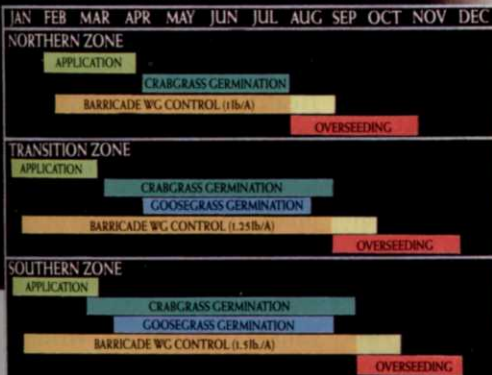 JAN FEB MAR APR MAY JUN JUL AUG SEP OCT NOV DEC
NORTHERN ZONE
APPLICATION
CRABGRASS GERMINATION
BARRICADE WG CONTROL (1lb/A)
OVERSEEDING
TRANSITION ZONE
APPLICATION
CRABGRASS GERMINATION
GOOSEGRASS GERMINATION
BARRICADE WG CONTROL (1.25lb/A)
OVERSEEDING
SOUTHERN ZONE
APPLICATION
CRABGRASS GERMINATION
GOOSEGRASS GERMINATION
BARRICADE WG CONTROL (1.5lb./A)
OVERSEEDING